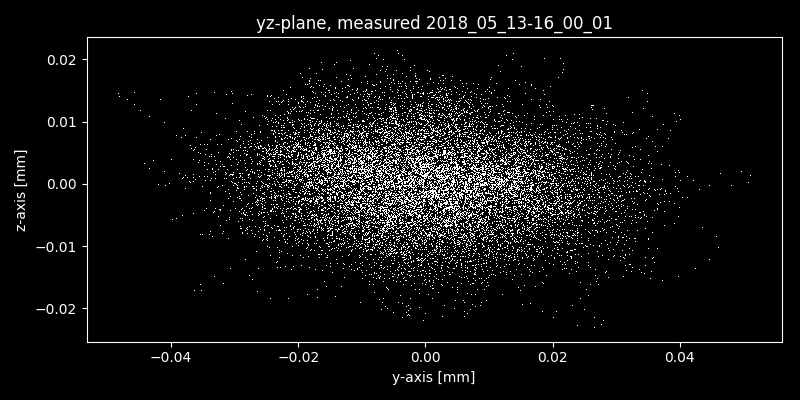 yz-plane, measured 2018_05_13-16_00_01
0.02
0.01
0.00
−0.01
−0.02
z-axis [mm]
−0.04 −0.02 0.00 0.02 0.04
y-axis [mm]